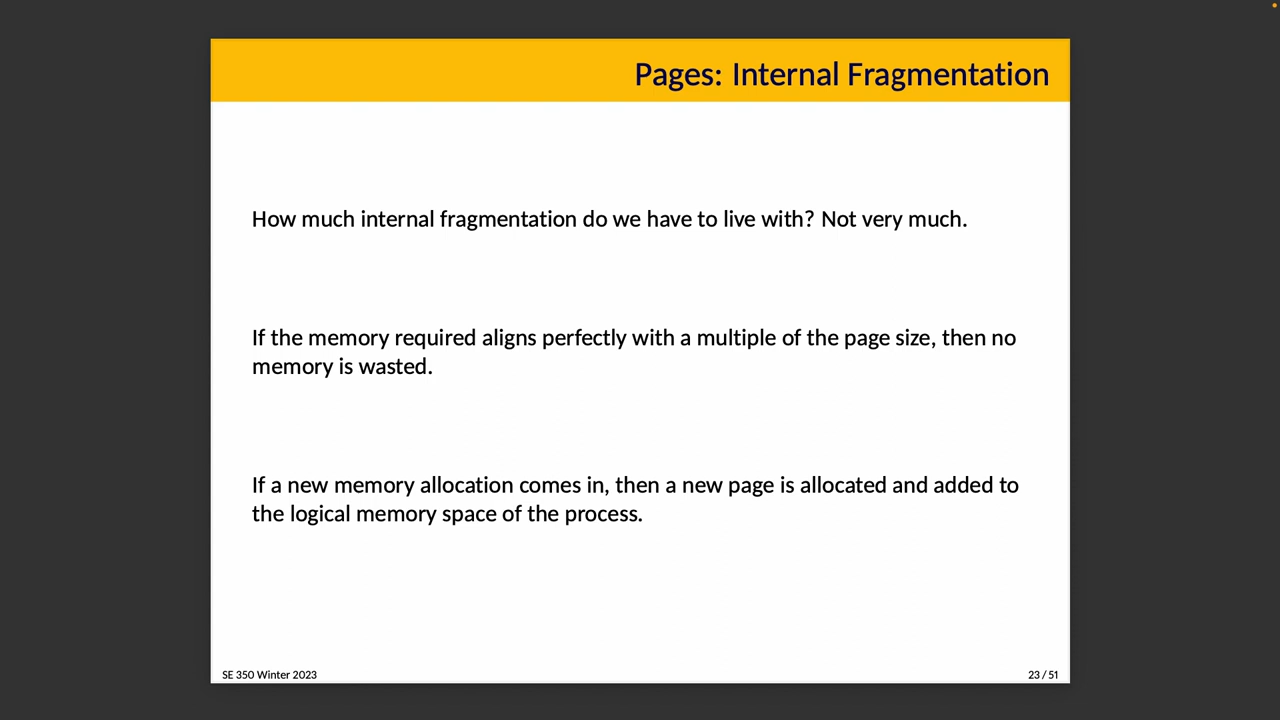 Pages: Internal Fragmentation
How much internal fragmentation do we have to live with? Not very much.
If the memory required aligns perfectly with a multiple of the page size, then no
memory is wasted.
If a new memory allocation comes in, then a new page is allocated and added to
the logical memory space of the process.
SE 350 Winter 2023
23 / 51